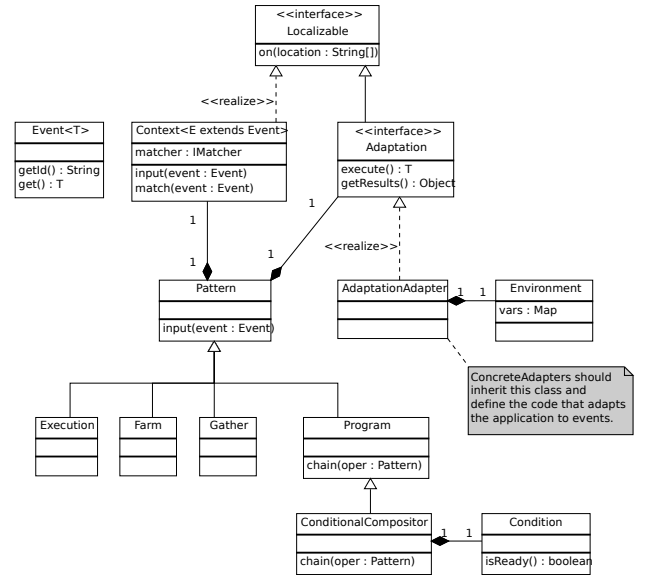 <<interface>>
Localizable
on(location : String[])
<<realize>>
Event<T>
getId() : String
get() : T
Context<E extends Event>
matcher : IMatcher
input(event : Event)
match(event : Event)
<<interface>>
Adaptation
execute() : T
getResults() : Object
1
1
1
1
<<realize>>
Pattern
input(event : Event)
AdaptationAdapter
1
1
Environment
vars : Map
ConcreteAdapters should
inherit this class and
define the code that adapts
the application to events.
Execution
Farm
Gather
Program
chain(oper : Pattern)
ConditionalCompositor
chain(oper : Pattern)
1
1
Condition
isReady() : boolean